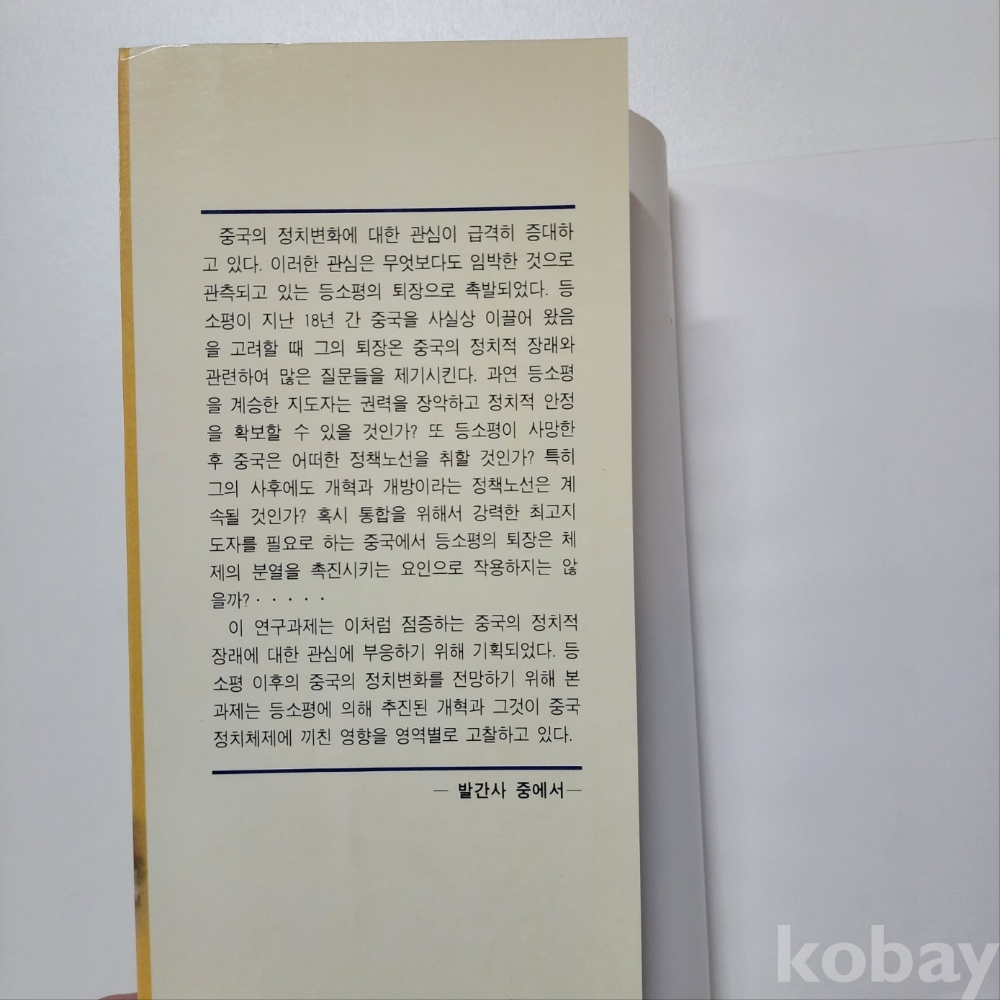 중국의 정치변화에 대한 관심이 급격히 증대하
고 있다. 이러한 관심은 무엇보다도 임박한 것으로
관측되고 있는 등소평의 퇴장으로 촉발되었다. 등
소평이 지난 18년 간 중국을 사실상 이끌어 왔음
을 고려할 때 그의 퇴장온 중국의 정치적 장래와
관련하여 많은 질문들을 제기시킨다. 과연 등소평
을 계승한 지도자는 권력을 장악하고 정치적 안정
을 확보할 수 있을 것인가? 또 등소평이 사망한
후 중국은 어떠한 정책노선을 취할 것인가? 특히
그의 사후에도 개혁과 개방이라는 정책노선은 계
속될 것인가? 혹시 통합을 위해서 강력한 최고지
도자를 필요로 하는 중국에서 등소평의 퇴장은 체
제의 분열을 촉진시키는 요인으로 작용하지는 않
을까? · · · · ·
이 연구과제는 이처럼 점증하는 중국의 정치적
장래에 대한 관심에 부응하기 위해 기획되었다. 등
소평 이후의 중국의 정치변화를 전망하기 위해 본
과제는 등소평에 의해 추진된 개혁과 그것이 중국
정치체제에 끼친 영향을 영역별로 고찰하고 있다.
— 발간사 중에서—
kobay